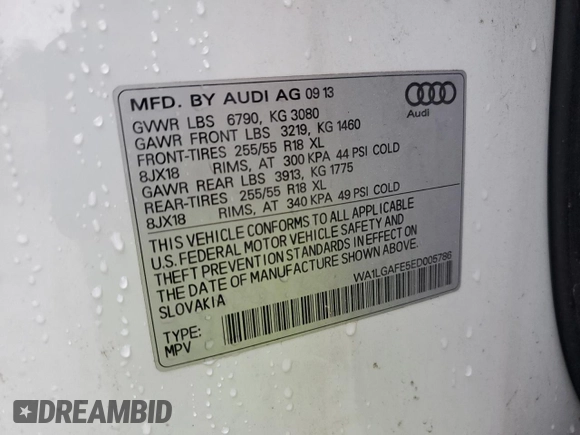 MFD. BY AUDI AG 09 13
GVWR LBS 6790, KG 3080
GAWR FRONT LBS 3219, KG 1460
FRONT-TIRES 255/55 R18 XL
8JX18 RIMS, AT 300 KPA 44 PSI COLD
GAWR REAR LBS 3913, KG 1775
REAR-TIRES 255/55 R18 XL
8JX18 RIMS, AT 340 KPA 49 PSI COLD
Audi
THIS VEHICLE CONFORMS TO ALL APPLICABLE
U.S. FEDERAL MOTOR VEHICLE SAFETY AND
THEFT PREVENTION STANDARDS IN EFFECT ON
THE DATE OF MANUFACTURE SHOWN ABOVE.
SLOVAKIA
WA1LGAFE5ED005786
TYPE:
MPV
DREAMBID